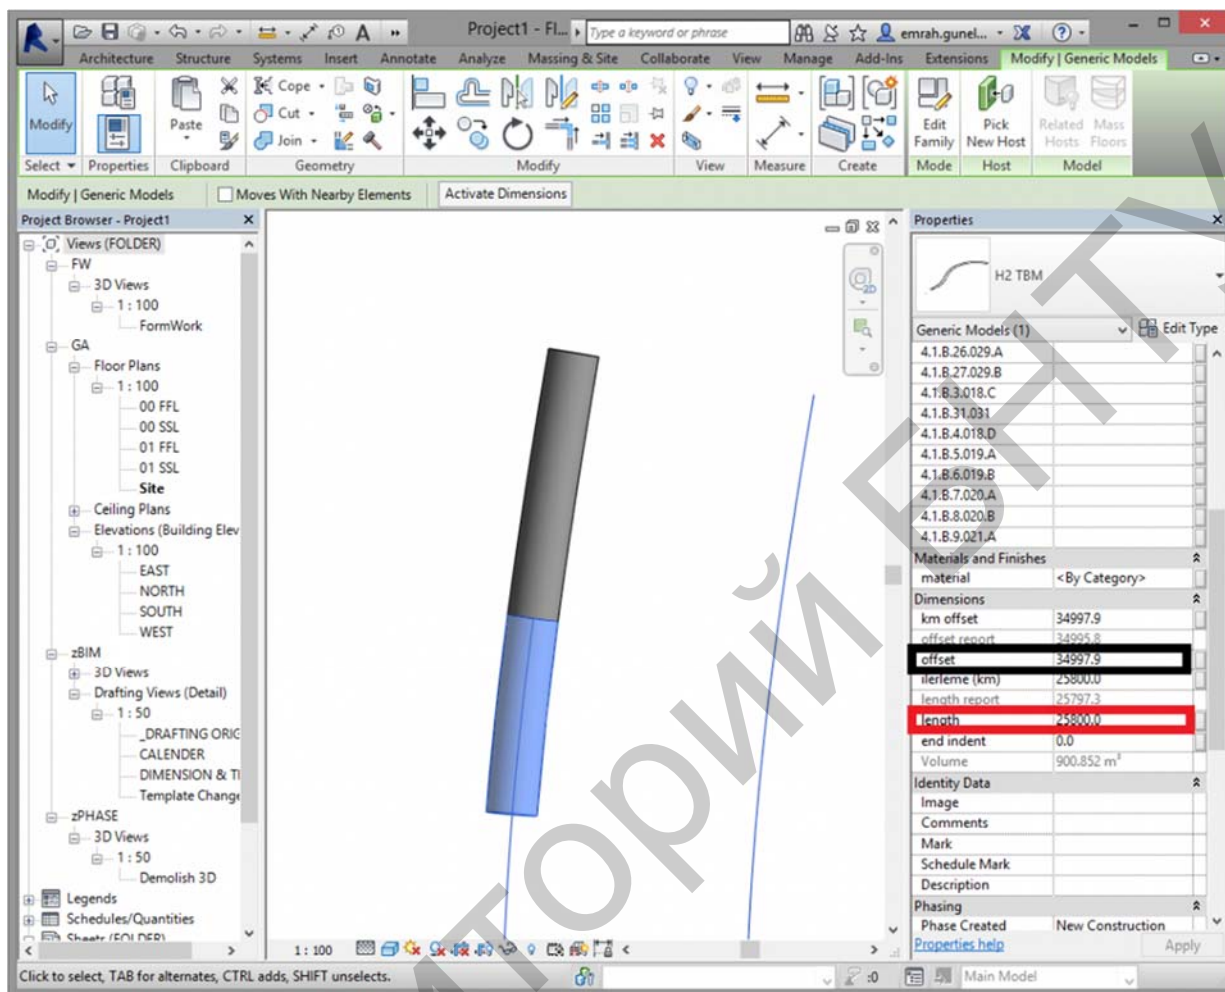 Project1 - Fl...
Type a keyword or phrase
emrah.gunel...
Architecture Structure Systems Insert Annotate Analyze Massing & Site Collaborate View Manage Add-Ins Extensions Modify | Generic Models
Modify
Paste
Cope
Cut
Join
Edit Family
Pick New Host
Related Hosts
Mass Floors
Select Properties Clipboard Geometry Modify View Measure Create Mode Host Model
Modify | Generic Models Moves With Nearby Elements Activate Dimensions
Project Browser - Project1
Views (FOLDER)
FW
3D Views
1 : 100
FormWork
GA
Floor Plans
1 : 100
00 FFL
00 SSL
01 FFL
01 SSL
Site
Ceiling Plans
Elevations (Building Elev
1 : 100
EAST
NORTH
SOUTH
WEST
zBIM
3D Views
Drafting Views (Detail)
1 : 50
_DRAFTING ORIG
CALENDER
DIMENSION & TI
Template Change
zPHASE
3D Views
1 : 50
Demolish 3D
Legends
Schedules/Quantities
Sheets (FOLDER)
2D
1 : 100
Properties
H2 TBM
Generic Models (1) Edit Type
4.1.B.26.029.A
4.1.B.27.029.B
4.1.B.3.018.C
4.1.B.31.031
4.1.B.4.018.D
4.1.B.5.019.A
4.1.B.6.019.B
4.1.B.7.020.A
4.1.B.8.020.B
4.1.B.9.021.A
Materials and Finishes
material <By Category>
Dimensions
km offset 34997.9
offset report 34995.8
offset 34997.9
ilerleme (km) 25800.0
length report 25797.3
length 25800.0
end indent 0.0
Volume 900.852 m³
Identity Data
Image
Comments
Mark
Schedule Mark
Description
Phasing
Phase Created New Construction
Properties help Apply
Click to select, TAB for alternates, CTRL adds, SHIFT unselects.
:0
Main Model
иторий БНТУ